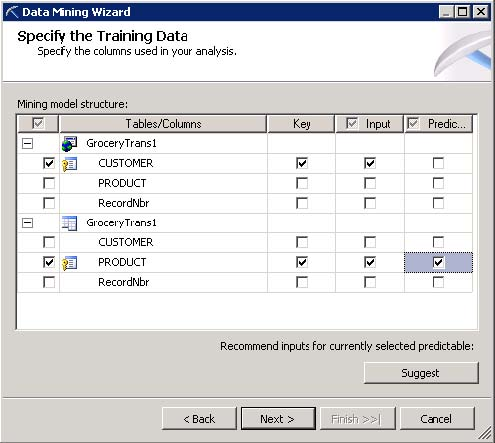 Data Mining Wizard
Specify the Training Data
Specify the columns used in your analysis.
Mining model structure:
Tables/Columns Key Input Predic...
GroceryTrans1
CUSTOMER
PRODUCT
RecordNbr
GroceryTrans1
CUSTOMER
PRODUCT
RecordNbr
Recommend inputs for currently selected predictable:
Suggest
< Back Next > Finish >>| Cancel